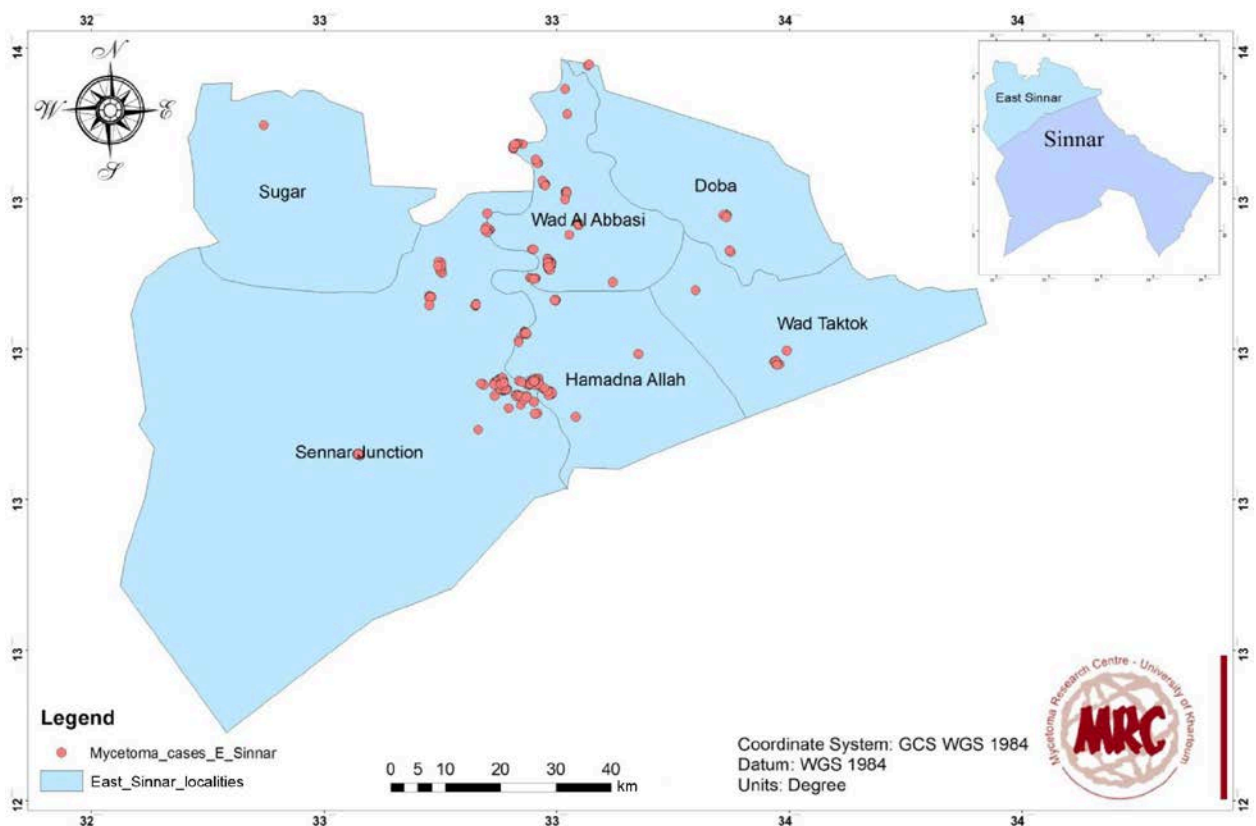 32 33 33 34 34
14
13
13
13
13
12
14
13
13
13
13
12
N
W E
S
East Sinnar
Sinnar
Sugar
Doba
Wad Al Abbasi
Wad Taktok
Hamadna Allah
Sennar Junction
Legend
Mycetoma_cases_E_Sinnar
East_Sinnar_localities
0 5 10 20 30 40
km
Coordinate System: GCS WGS 1984
Datum: WGS 1984
Units: Degree
Mycetoma Research Centre - University of Khartoum
MRC
32 33 33 34 34